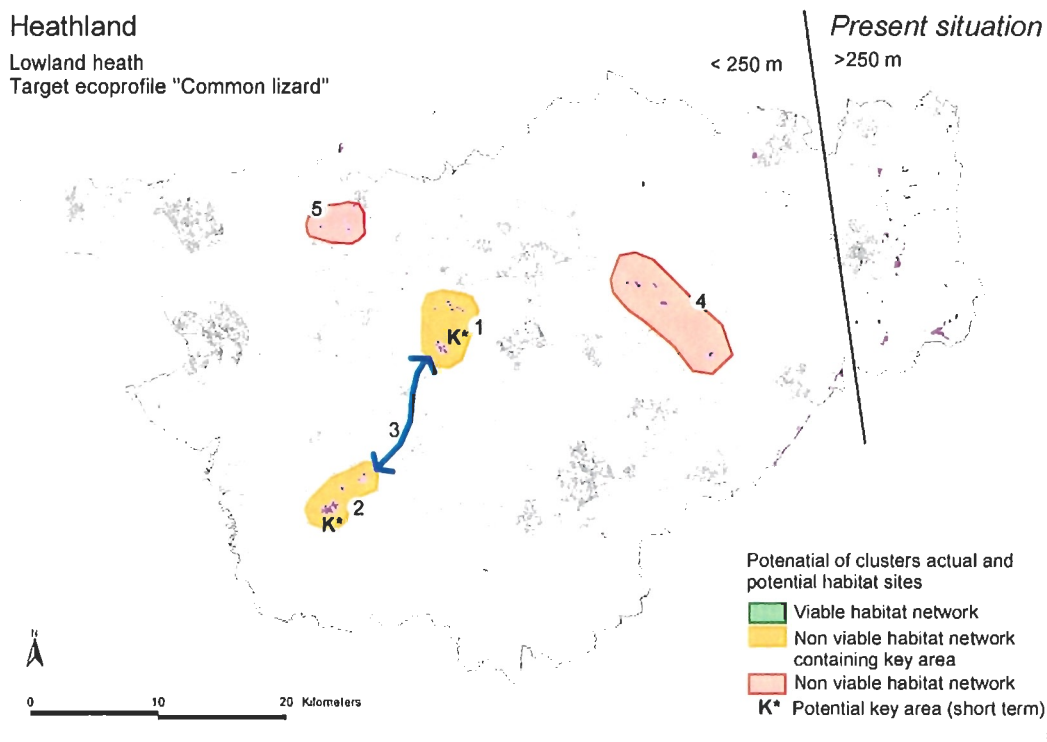 Heathland
Present situation
Lowland heath
Target ecoprofile "Common lizard"
< 250 m
>250 m
5
4
K* 1
3
2
K*
Potenatial of clusters actual and
potential habitat sites
Viable habitat network
Non viable habitat network
containing key area
Non viable habitat network
K* Potential key area (short term)
N
0 10 20 Kilometers